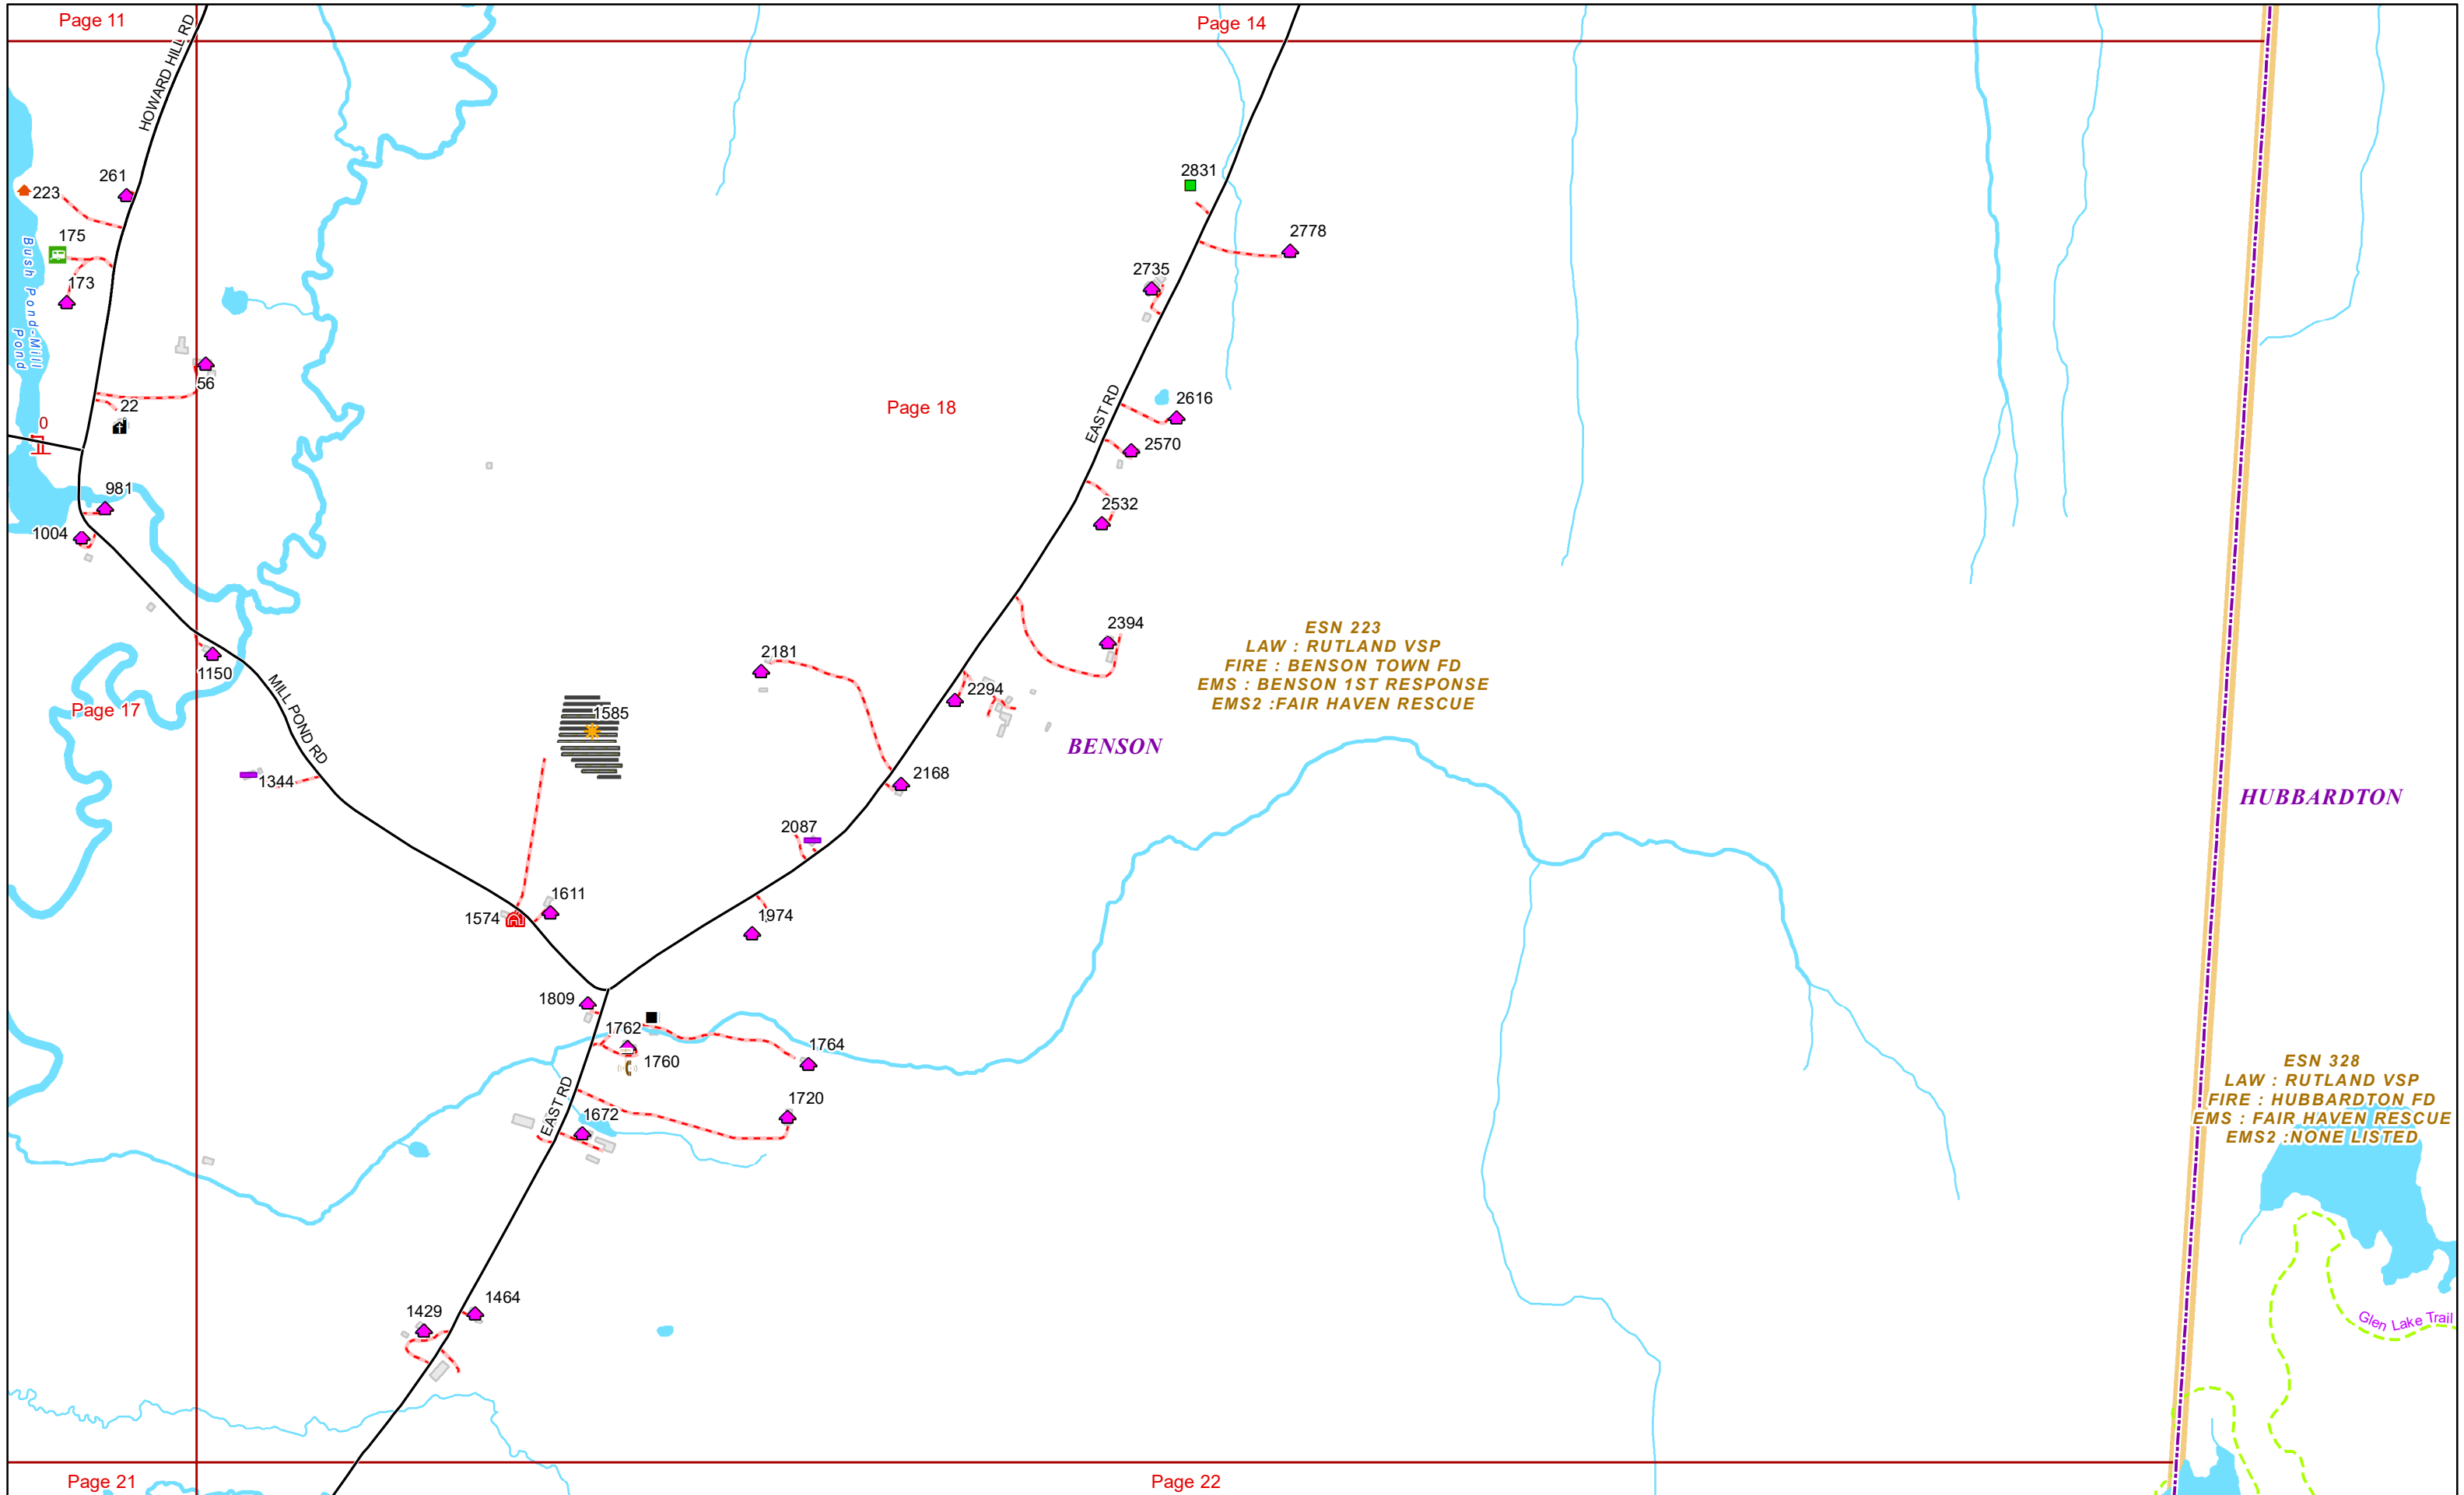 Page 11
Page 14
HOWARD HILL RD
261
223
2831
175
2778
173
2735
Bush Pond-Mill
Pond
56
22
Page 18
EAST RD
2616
0
2570
981
2532
1004
ESN 223
LAW : RUTLAND VSP
FIRE : BENSON TOWN FD
EMS : BENSON 1ST RESPONSE
EMS2 :FAIR HAVEN RESCUE
2394
2181
1150
2294
Page 17
MILL POND RD
1585
BENSON
1344
2168
HUBBARDTON
2087
1611
1574
1974
1809
1762
1764
1760
ESN 328
LAW : RUTLAND VSP
FIRE : HUBBARDTON FD
EMS : FAIR HAVEN RESCUE
EMS2 :NONE LISTED
EAST RD
1720
1672
1464
1429
Glen Lake Trail
Page 21
Page 22